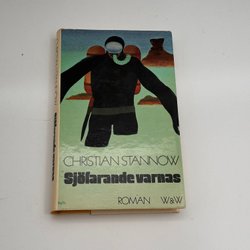 CHRISTIAN STANNOW
Sjöfarande varnas
ROMAN W&W